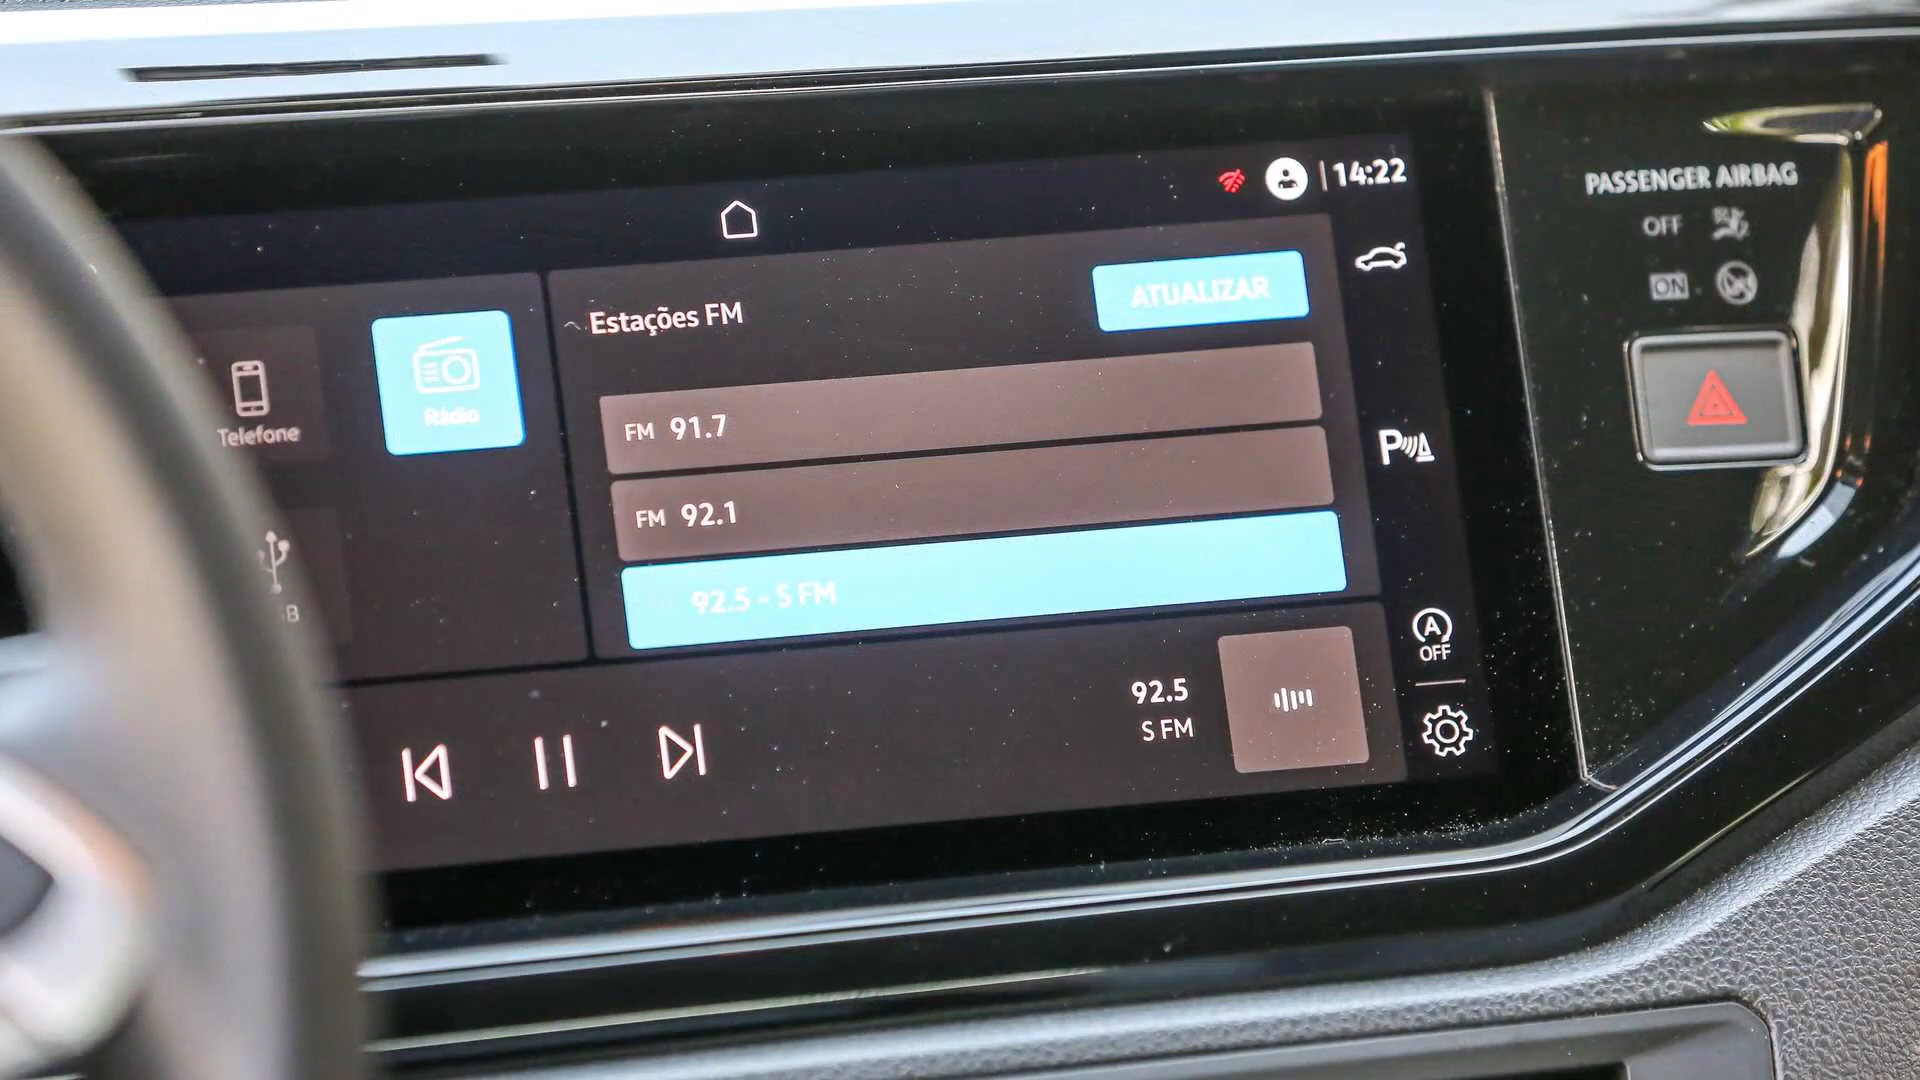 14:22
PASSENGER AIRBAG
OFF
ON
Estações FM
ATUALIZAR
Telefone
Rádio
FM 91.7
FM 92.1
92.5 - S FM
B
92.5
S FM
P
A
OFF